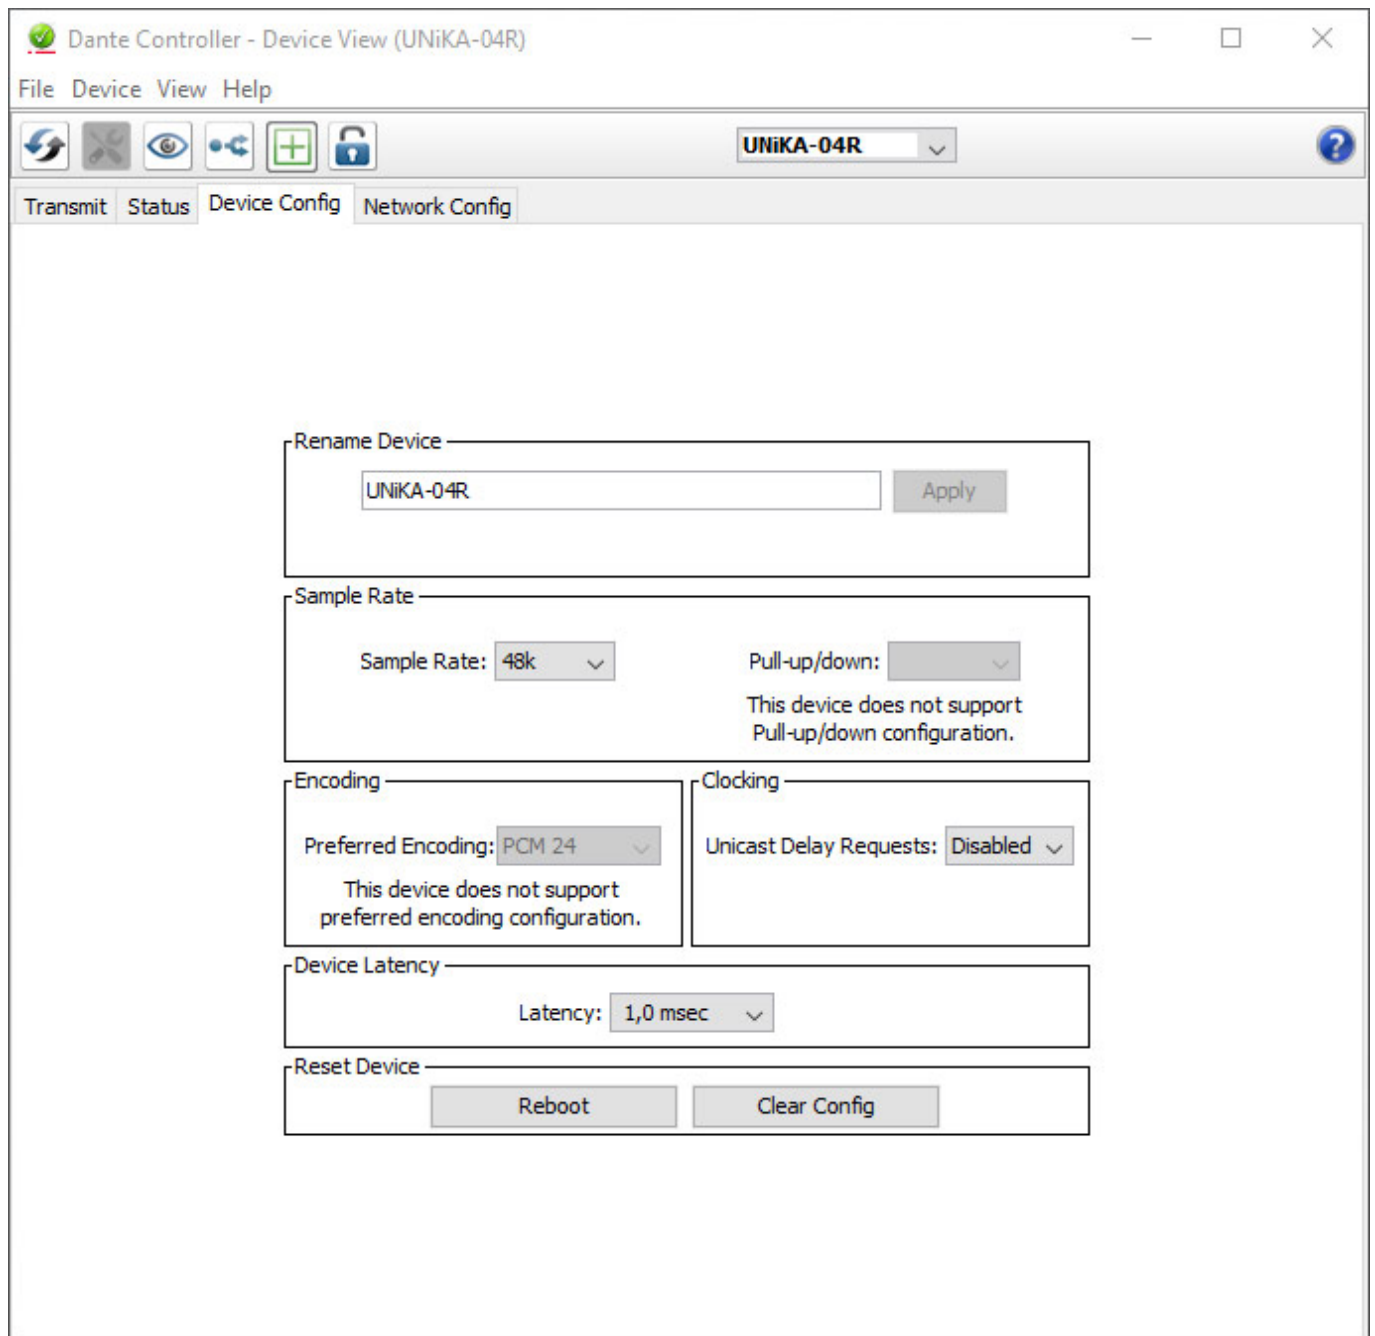 Dante Controller - Device View (UNiKA-04R)
File Device View Help
UNiKA-04R
Transmit Status Device Config Network Config
Rename Device
UNiKA-04R Apply
Sample Rate
Sample Rate: 48k Pull-up/down:
This device does not support
Pull-up/down configuration.
Encoding
Preferred Encoding: PCM 24
This device does not support
preferred encoding configuration.
Clocking
Unicast Delay Requests: Disabled
Device Latency
Latency: 1,0 msec
Reset Device
Reboot Clear Config